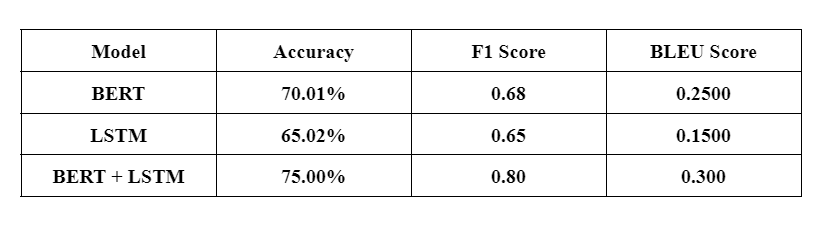 Model Accuracy F1 Score BLEU Score
BERT 70.01% 0.68 0.2500
LSTM 65.02% 0.65 0.1500
BERT + LSTM 75.00% 0.80 0.300